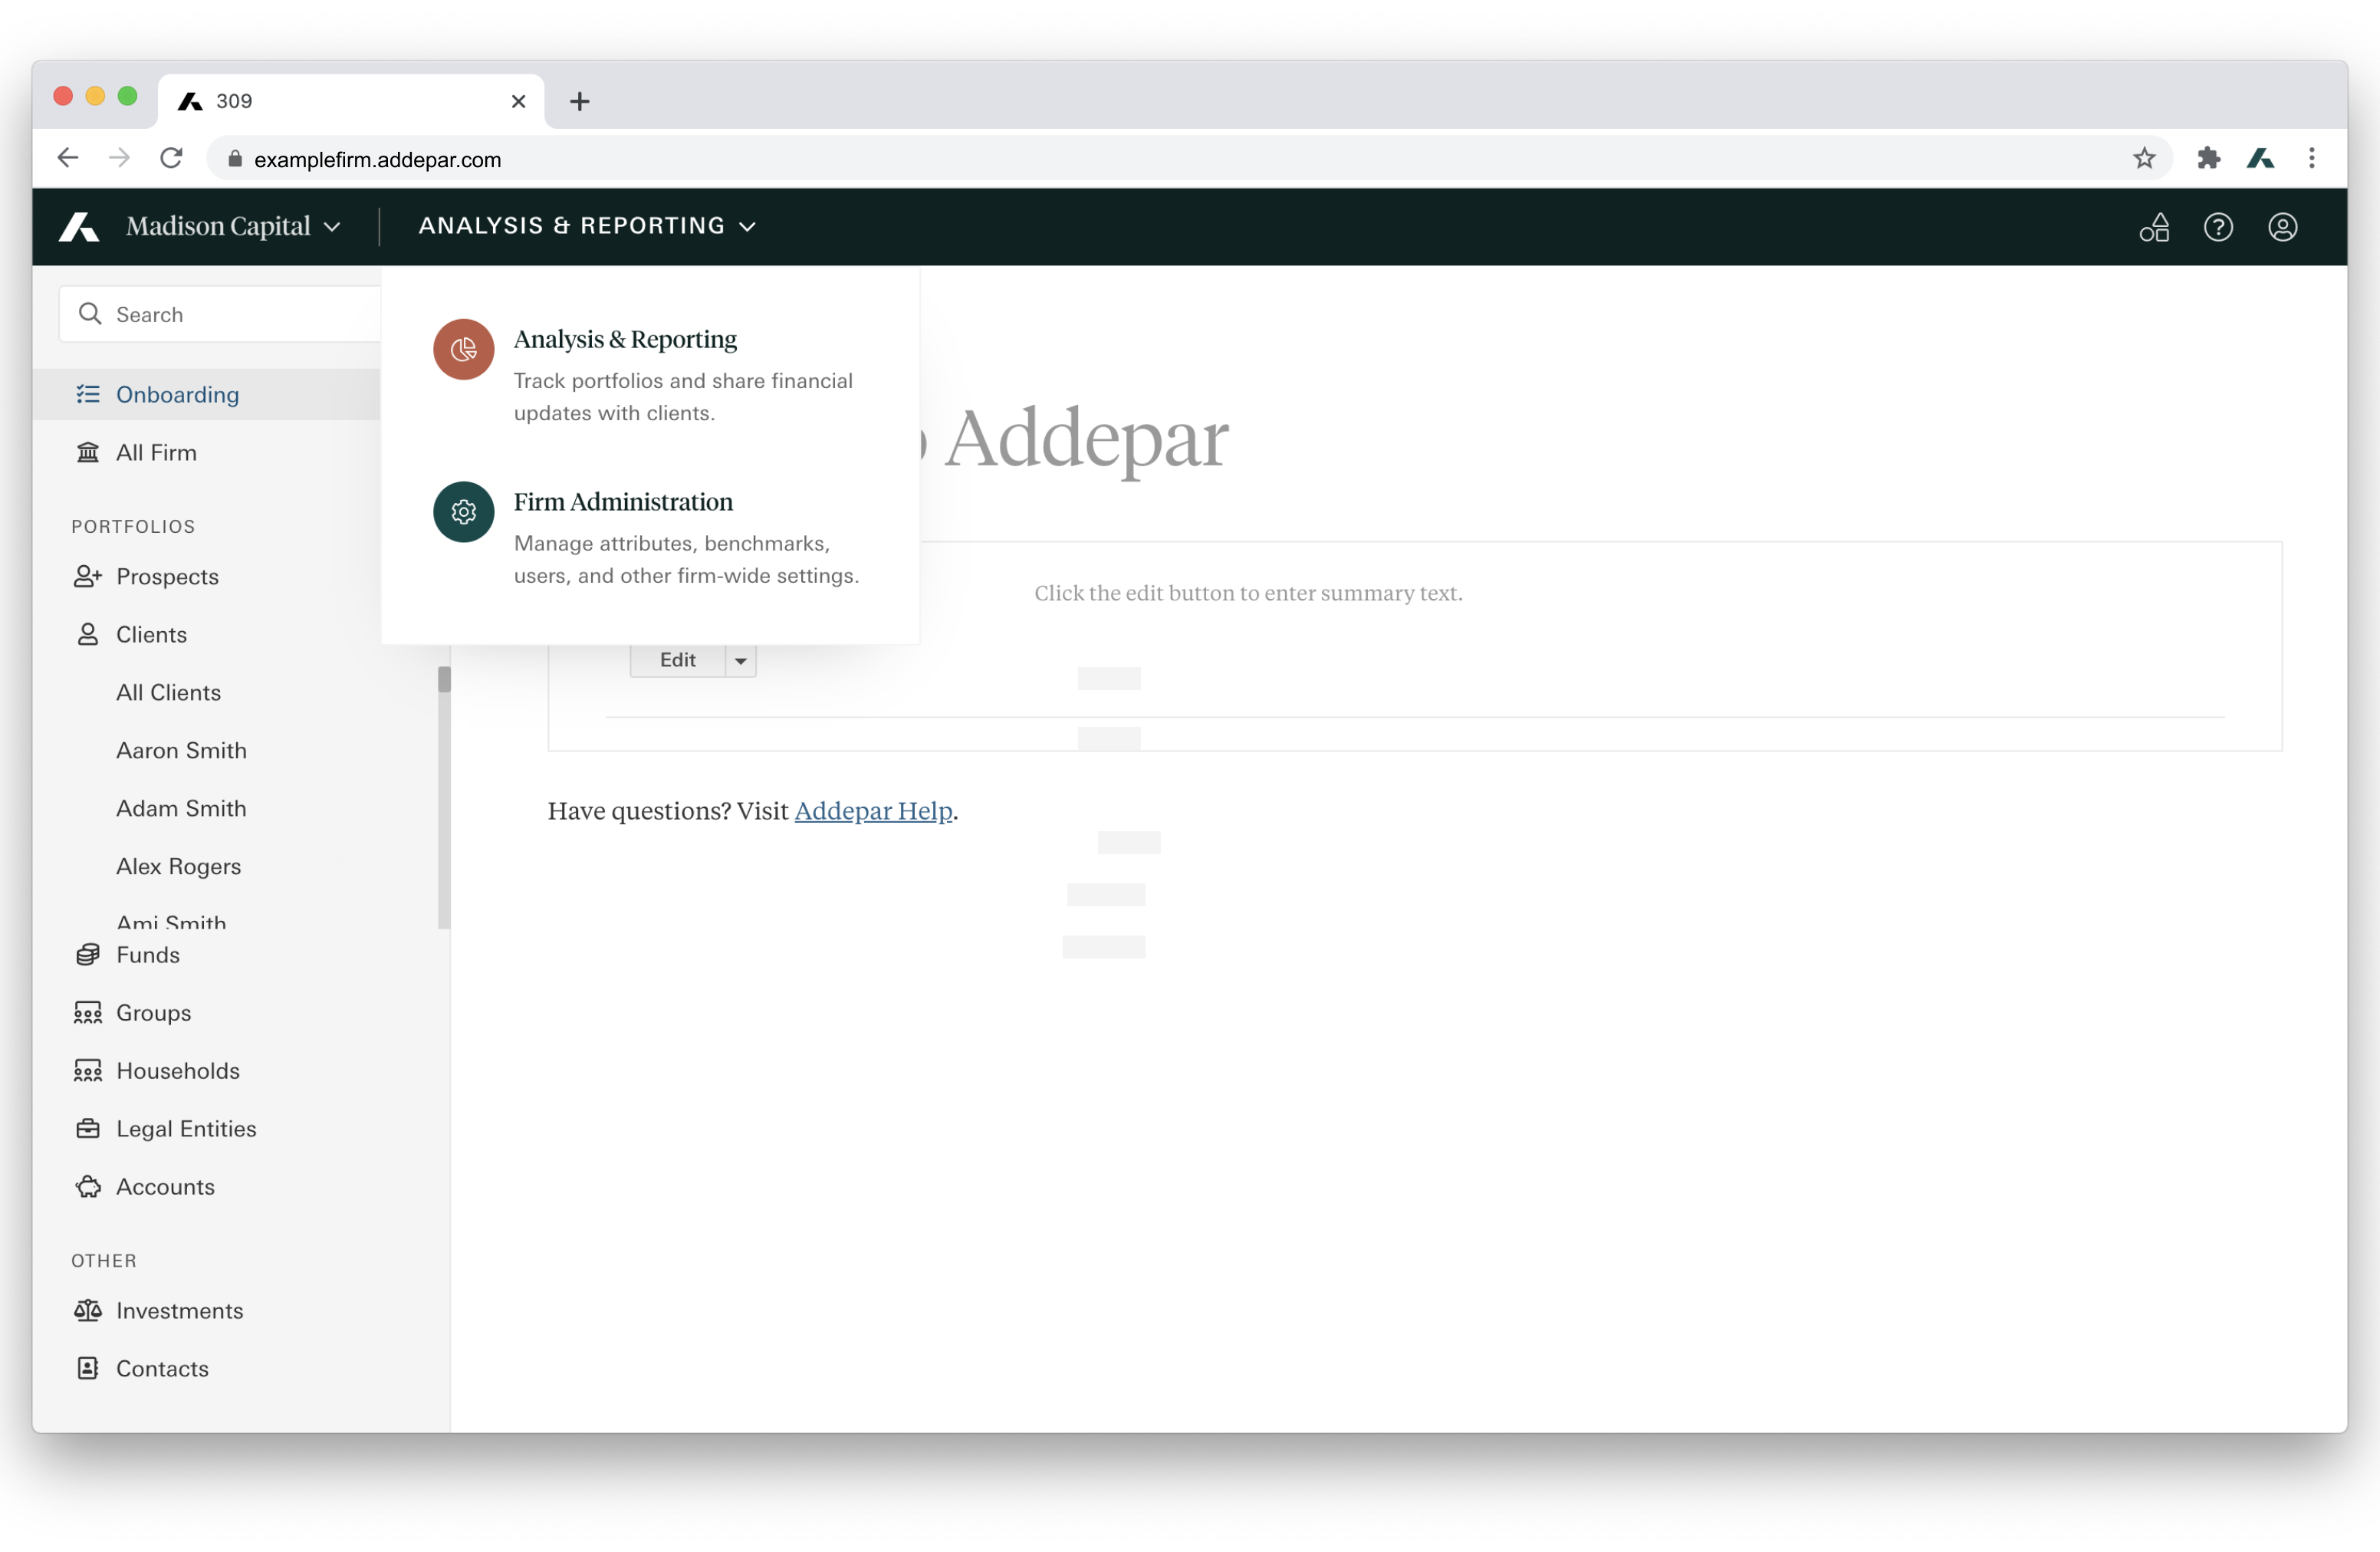 309
examplefirm.addepar.com
Madison Capital
ANALYSIS & REPORTING
Search
Onboarding
All Firm
PORTFOLIOS
Prospects
Clients
All Clients
Aaron Smith
Adam Smith
Alex Rogers
Ami Smith
Funds
Groups
Households
Legal Entities
Accounts
OTHER
Investments
Contacts
Analysis & Reporting
Track portfolios and share financial
updates with clients.
Firm Administration
Manage attributes, benchmarks,
users, and other firm-wide settings.
Addepar
Click the edit button to enter summary text.
Edit
Have questions? Visit Addepar Help.